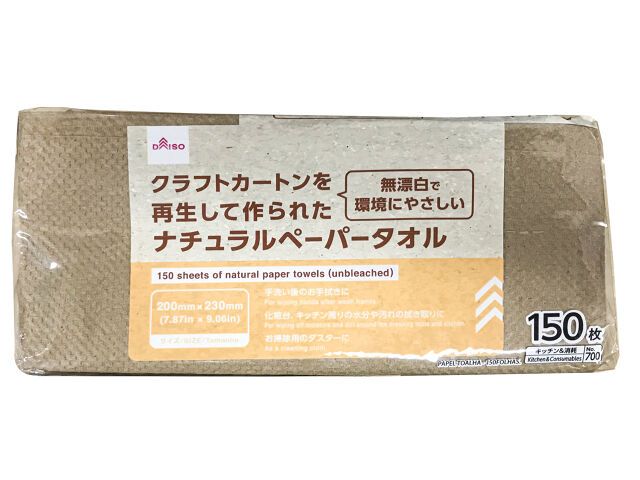 DAISO
クラフトカートンを
再生して作られた
ナチュラルペーパータオル
無漂白で
環境にやさしい
150 sheets of natural paper towels (unbleached)
200mm×230mm
(7.87in × 9.06in)
サイズ/SIZE/Tamanho
手洗い後のお手拭きに
For wiping hands after wash hands.
化粧台、キッチン周りの水分や汚れの拭き取りに
お掃除用のダスターに
As a cleaning cloth.
150枚
キッチン&消耗
Kitchen&Consumables
No.
700
PAPEL TOALHA - 150FOLHAS.